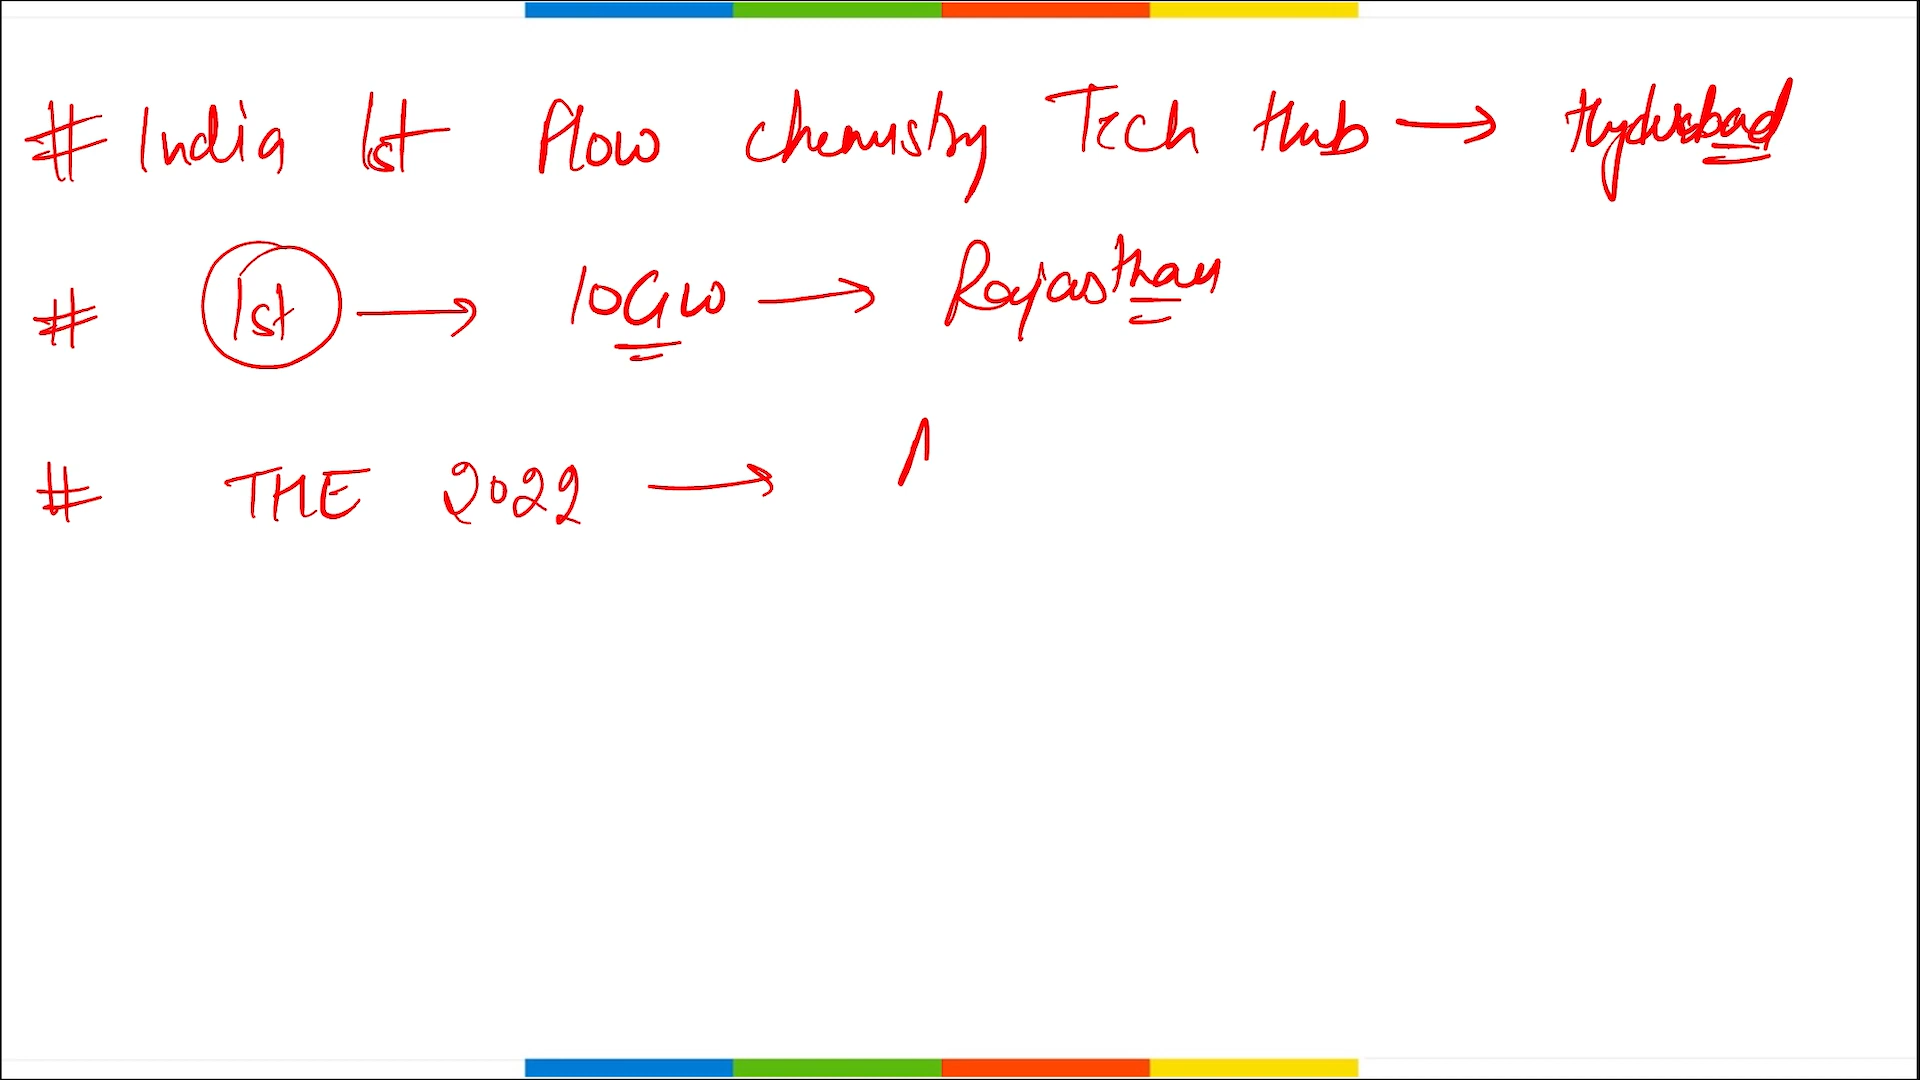 # India 1st Flow Chemistry Tech Hub → Hyderabad
# 1st → 10GW → Rajasthan
# THE 2022 →